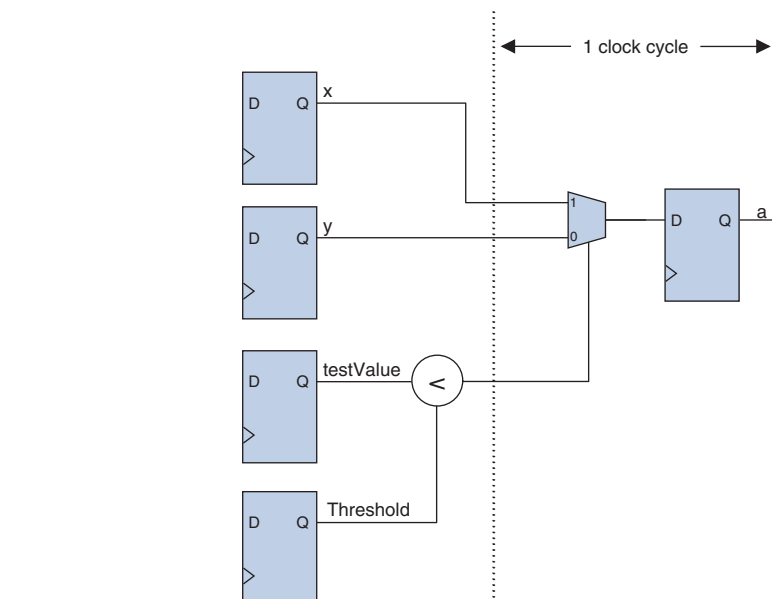 1 clock cycle
x
D Q
y
D Q
1
0
D Q
a
testValue
D Q
<
Threshold
D Q